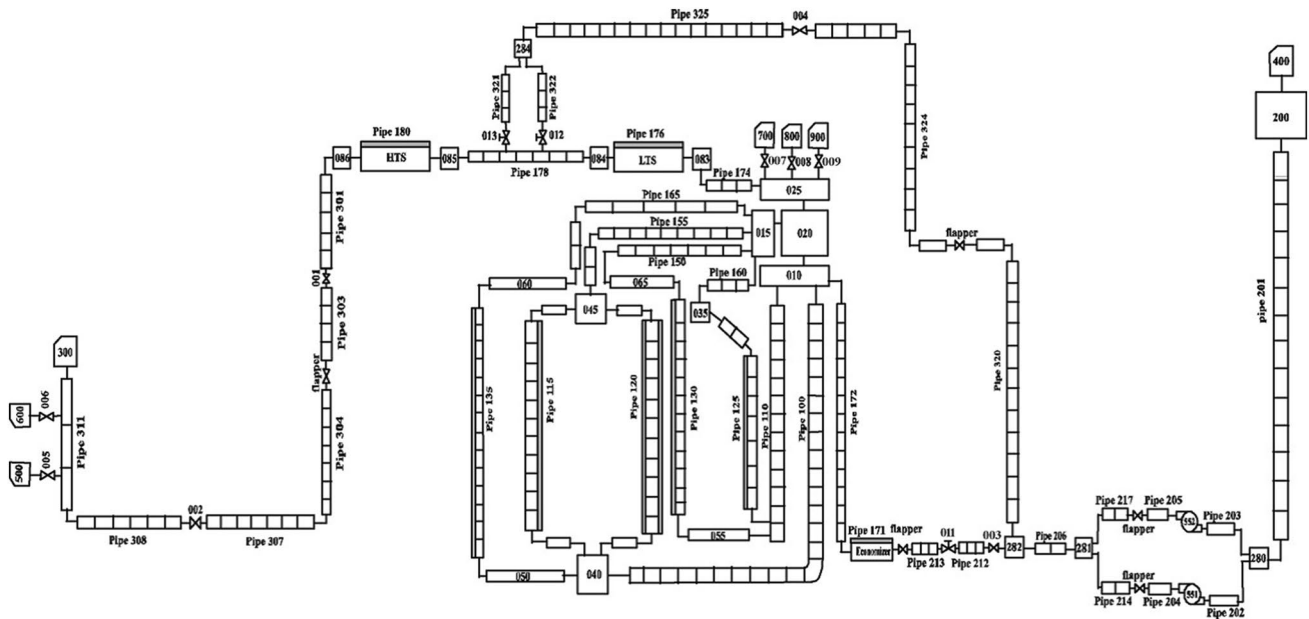 Pipe 325
004
284
400
200
Pipe 321
Pipe 322
013
012
Pipe 324
Pipe 180
HTS
086
085
Pipe 178
084
Pipe 176
LTS
083
700
800
900
007
008
009
Pipe 174
025
Pipe 165
Pipe 155
Pipe 150
015
020
010
Pipe 160
060
065
045
035
flapper
Pipe 301
001
Pipe 303
flapper
Pipe 304
300
006
600
005
500
Pipe 311
002
Pipe 308
Pipe 307
Pipe 135
Pipe 115
Pipe 120
Pipe 130
Pipe 125
Pipe 110
Pipe 100
Pipe 172
Pipe 320
pipe 201
050
040
055
Pipe 171
Economizer
flapper
011
003
Pipe 213
Pipe 212
282
Pipe 206
281
Pipe 217
Pipe 205
flapper
552
Pipe 203
280
flapper
Pipe 214
Pipe 204
551
Pipe 202